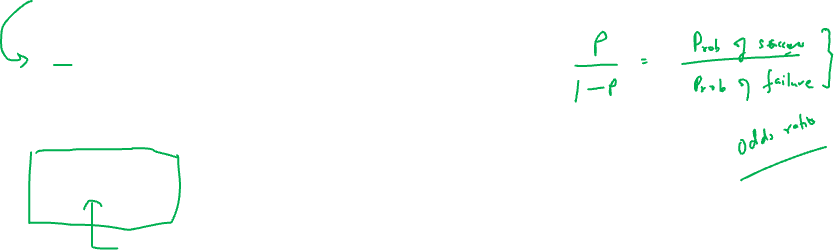 P / 1-P = Prob of success / Prob of failure }
Odds ratio